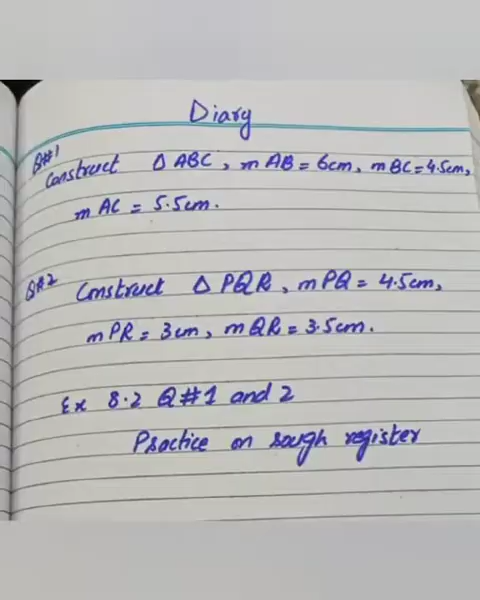 Diary
Q#1 Construct △ ABC, mAB = 6cm, mBC = 4.5cm,
mAC = 5.5cm.
Q#2 Construct △ PQR, mPQ = 4.5cm,
mPR = 3cm, mQR = 3.5cm.
Ex 8.2 Q#1 and 2
Practice on rough register